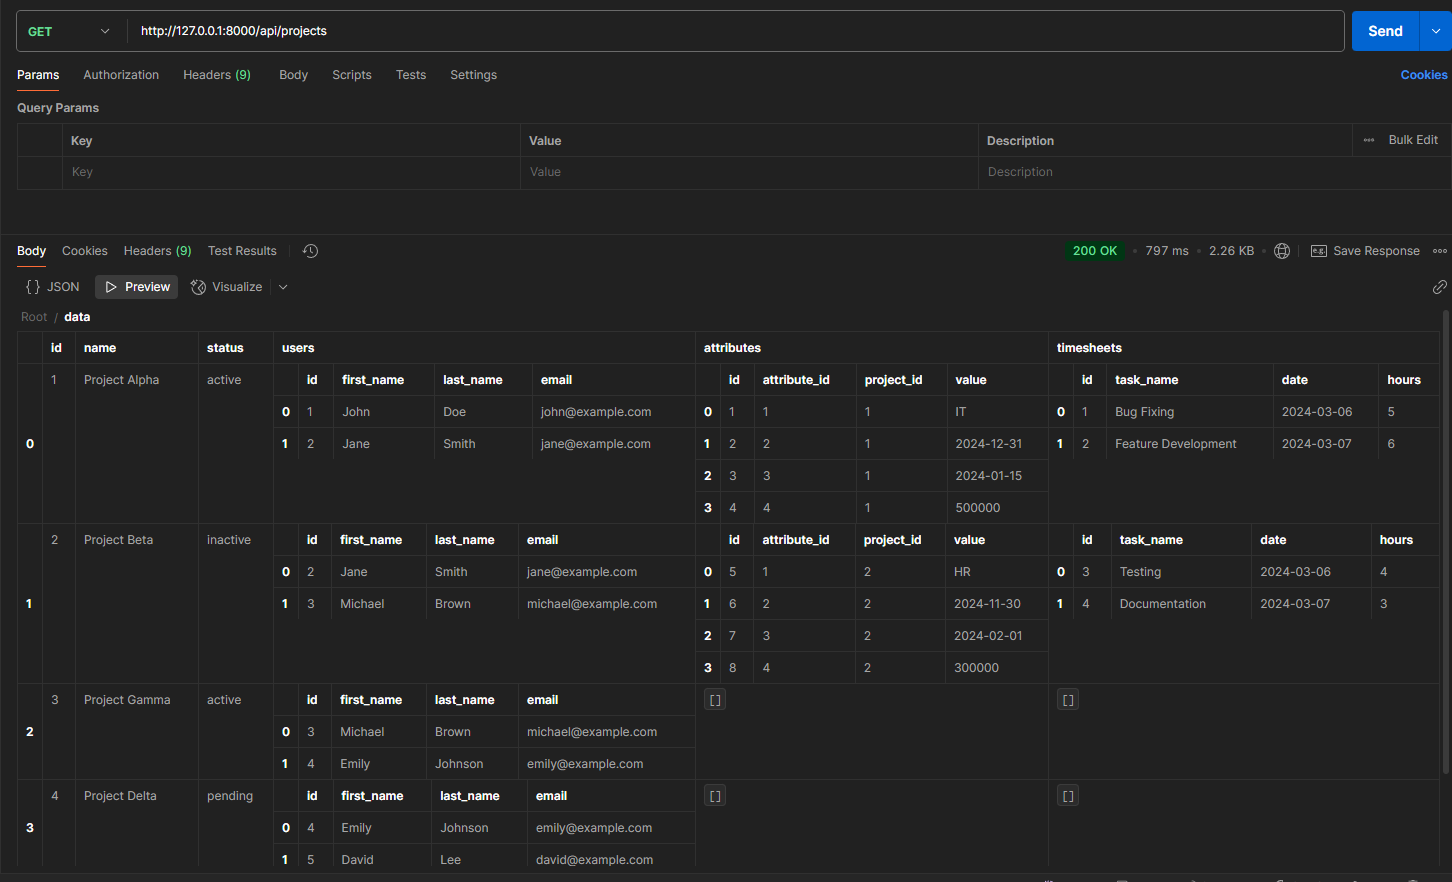 GET http://127.0.0.1:8000/api/projects Send
Params Authorization Headers (9) Body Scripts Tests Settings Cookies
Query Params
Key Value Description Bulk Edit
Key Value Description
Body Cookies Headers (9) Test Results 200 OK 797 ms 2.26 KB e.g. Save Response
{} JSON Preview Visualize
Root / data
id name status users attributes timesheets
1 Project Alpha active id first_name last_name email id attribute_id project_id value id task_name date hours
0 1 John Doe john@example.com 0 1 1 1 IT 0 1 Bug Fixing 2024-03-06 5
0 1 2 Jane Smith jane@example.com 1 2 2 1 2024-12-31 1 2 Feature Development 2024-03-07 6
2 3 3 1 2024-01-15
3 4 4 1 500000
2 Project Beta inactive id first_name last_name email id attribute_id project_id value id task_name date hours
0 2 Jane Smith jane@example.com 0 5 1 2 HR 0 3 Testing 2024-03-06 4
1 1 3 Michael Brown michael@example.com 1 6 2 2 2024-11-30 1 4 Documentation 2024-03-07 3
2 7 3 2 2024-02-01
3 8 4 2 300000
3 Project Gamma active id first_name last_name email [] []
2 0 3 Michael Brown michael@example.com
1 4 Emily Johnson emily@example.com
4 Project Delta pending id first_name last_name email [] []
3 0 4 Emily Johnson emily@example.com
1 5 David Lee david@example.com